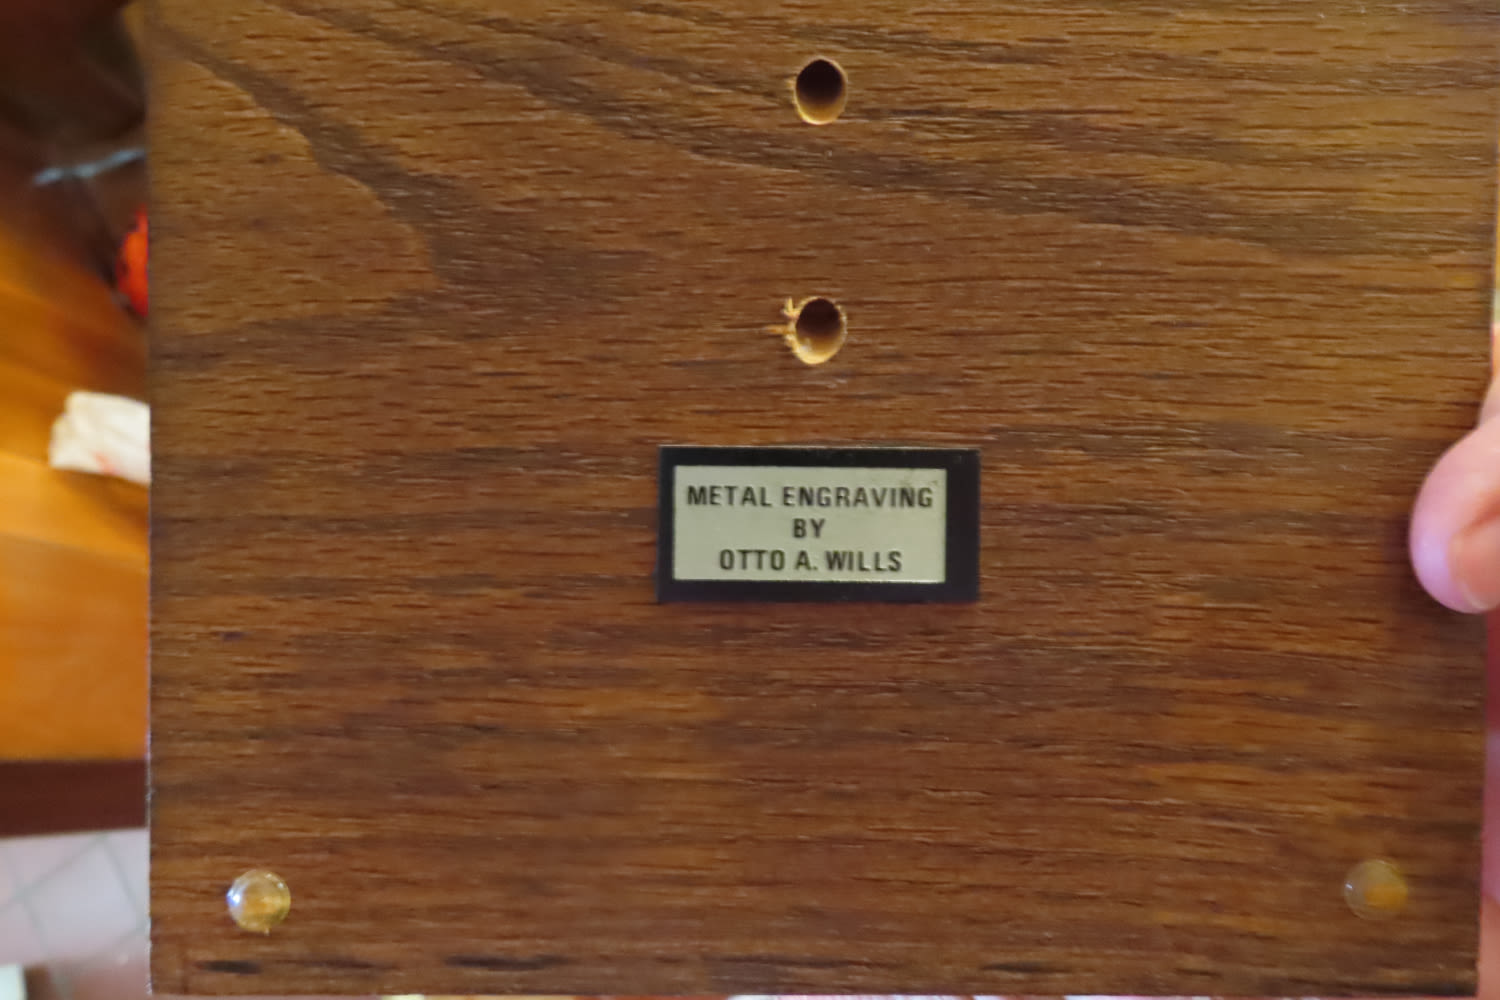 METAL ENGRAVING
BY
OTTO A. WILLS